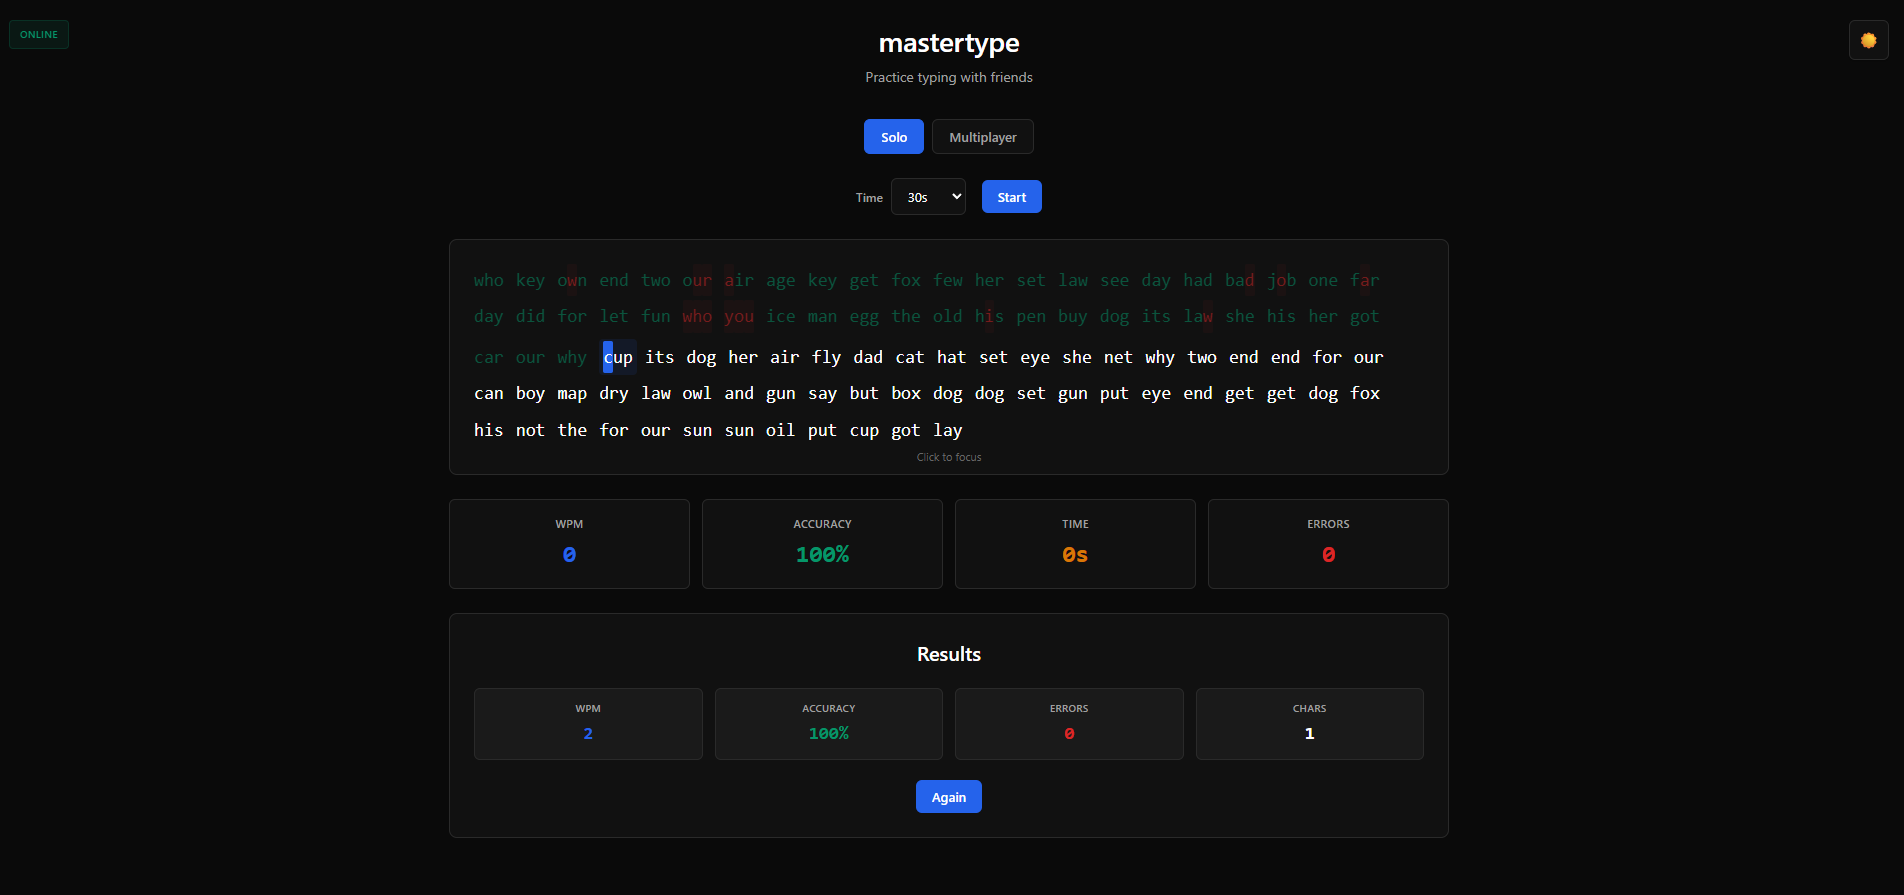 ONLINE
mastertype
Practice typing with friends
Solo Multiplayer
Time 30s Start
who key own end two our air age key get fox few her set law see day had bad job one far
day did for let fun who you ice man egg the old his pen buy dog its law she his her got
car our why cup its dog her air fly dad cat hat set eye she net why two end end for our
can boy map dry law owl and gun say but box dog dog set gun put eye end get get dog fox
his not the for our sun sun oil put cup got lay
Click to focus
WPM ACCURACY TIME ERRORS
0 100% 0s 0
Results
WPM ACCURACY ERRORS CHARS
2 100% 0 1
Again